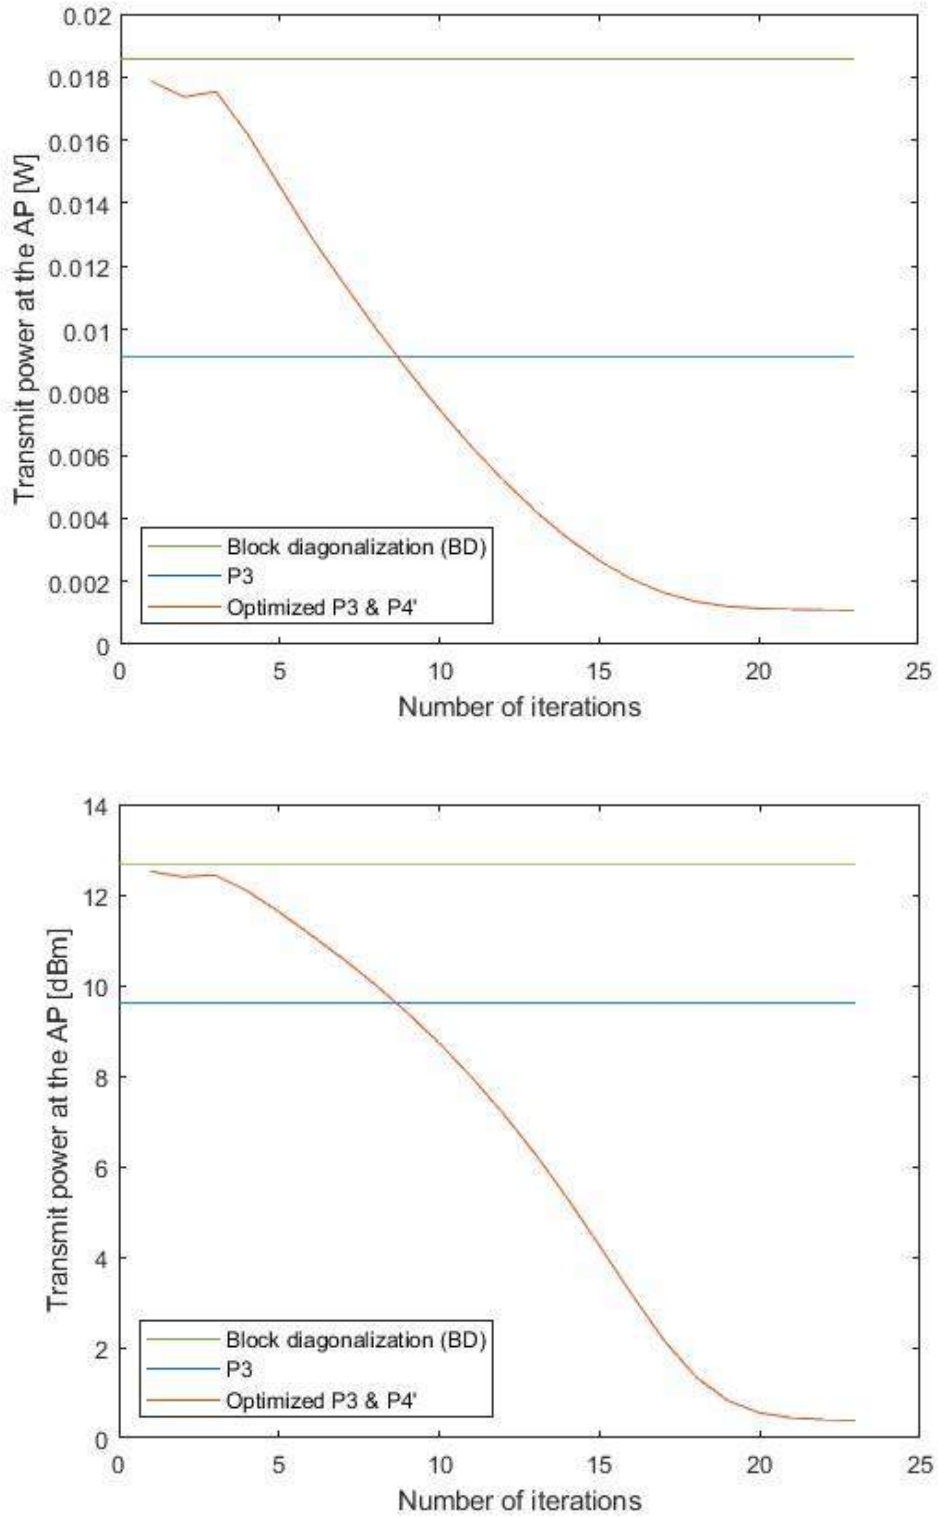 0.02
0.018
0.016
0.014
0.012
0.01
0.008
0.006
0.004
0.002
0
Transmit power at the AP [W]
Block diagonalization (BD)
P3
Optimized P3 & P4'
0 5 10 15 20 25
Number of iterations
14
12
10
8
6
4
2
0
Transmit power at the AP [dBm]
Block diagonalization (BD)
P3
Optimized P3 & P4'
0 5 10 15 20 25
Number of iterations